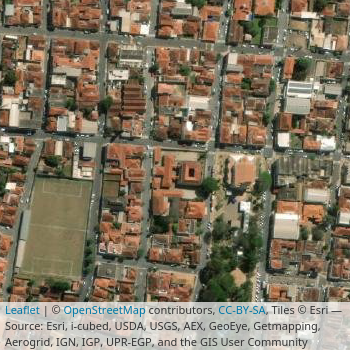 Leaflet | © OpenStreetMap contributors, CC-BY-SA, Tiles © Esri —
Source: Esri, i-cubed, USDA, USGS, AEX, GeoEye, Getmapping,
Aerogrid, IGN, IGP, UPR-EGP, and the GIS User Community